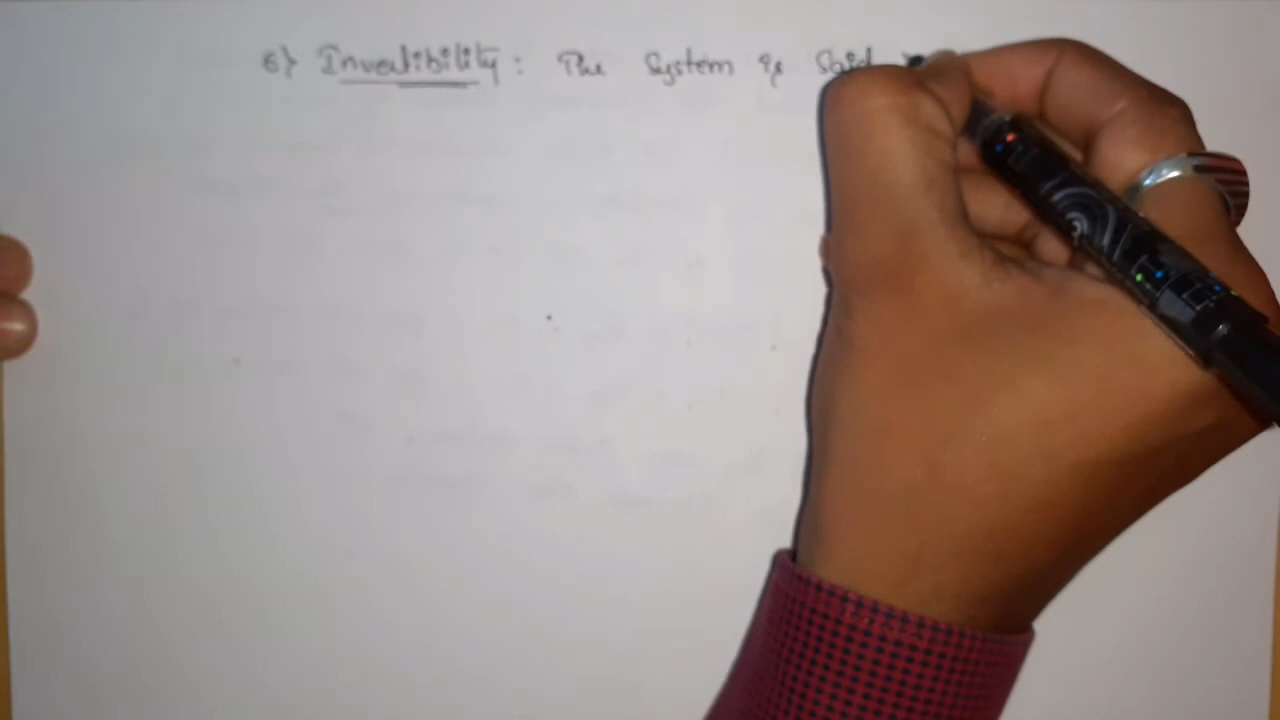 6} Invertibility : The System is Said